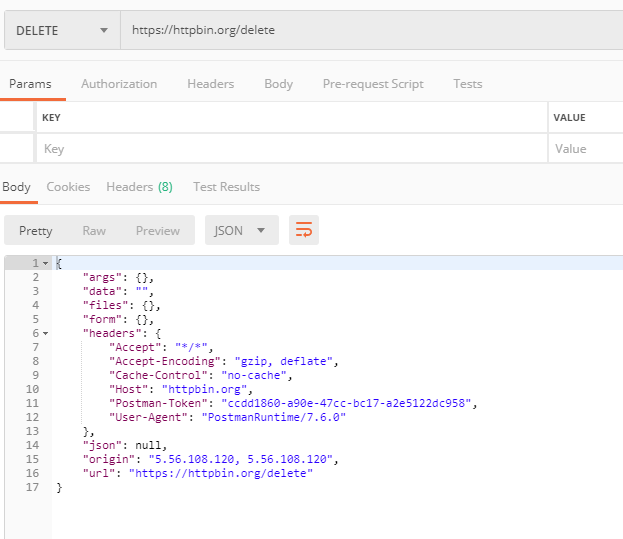 DELETE https://httpbin.org/delete
Params Authorization Headers Body Pre-request Script Tests
KEY VALUE
Key Value
Body Cookies Headers (8) Test Results
Pretty Raw Preview JSON
1 {
2 "args": {},
3 "data": "",
4 "files": {},
5 "form": {},
6 "headers": {
7 "Accept": "*/*",
8 "Accept-Encoding": "gzip, deflate",
9 "Cache-Control": "no-cache",
10 "Host": "httpbin.org",
11 "Postman-Token": "ccdd1860-a90e-47cc-bc17-a2e5122dc958",
12 "User-Agent": "PostmanRuntime/7.6.0"
13 },
14 "json": null,
15 "origin": "5.56.108.120, 5.56.108.120",
16 "url": "https://httpbin.org/delete"
17 }